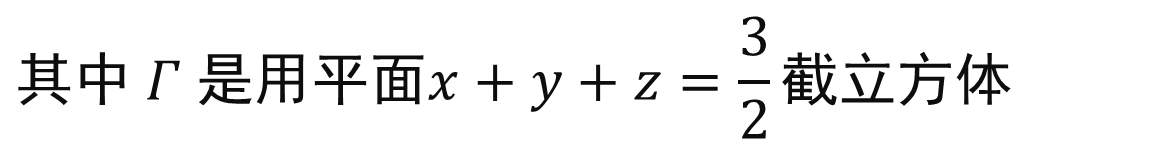 其中 Γ 是用平面x + y + z = 3/2 截立方体